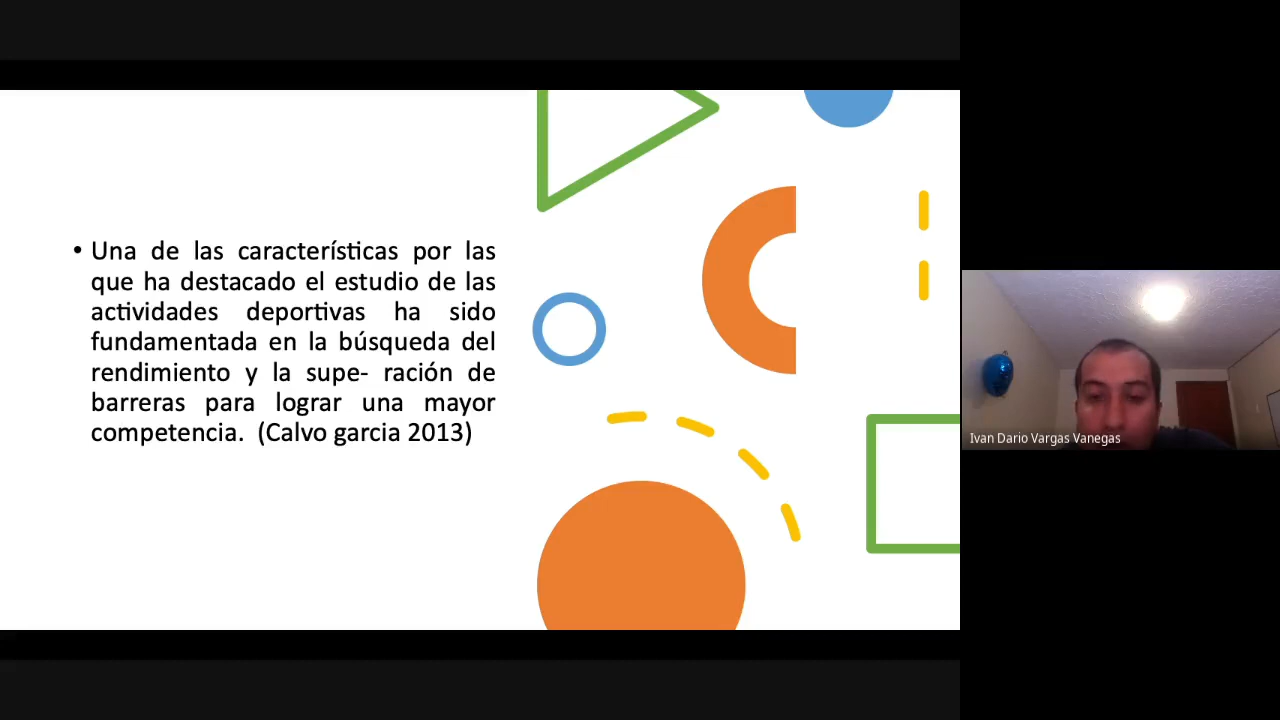 • Una de las características por las
que ha destacado el estudio de las
actividades deportivas ha sido
fundamentada en la búsqueda del
rendimiento y la supe- ración de
barreras para lograr una mayor
competencia. (Calvo garcia 2013)
Ivan Dario Vargas Vanegas